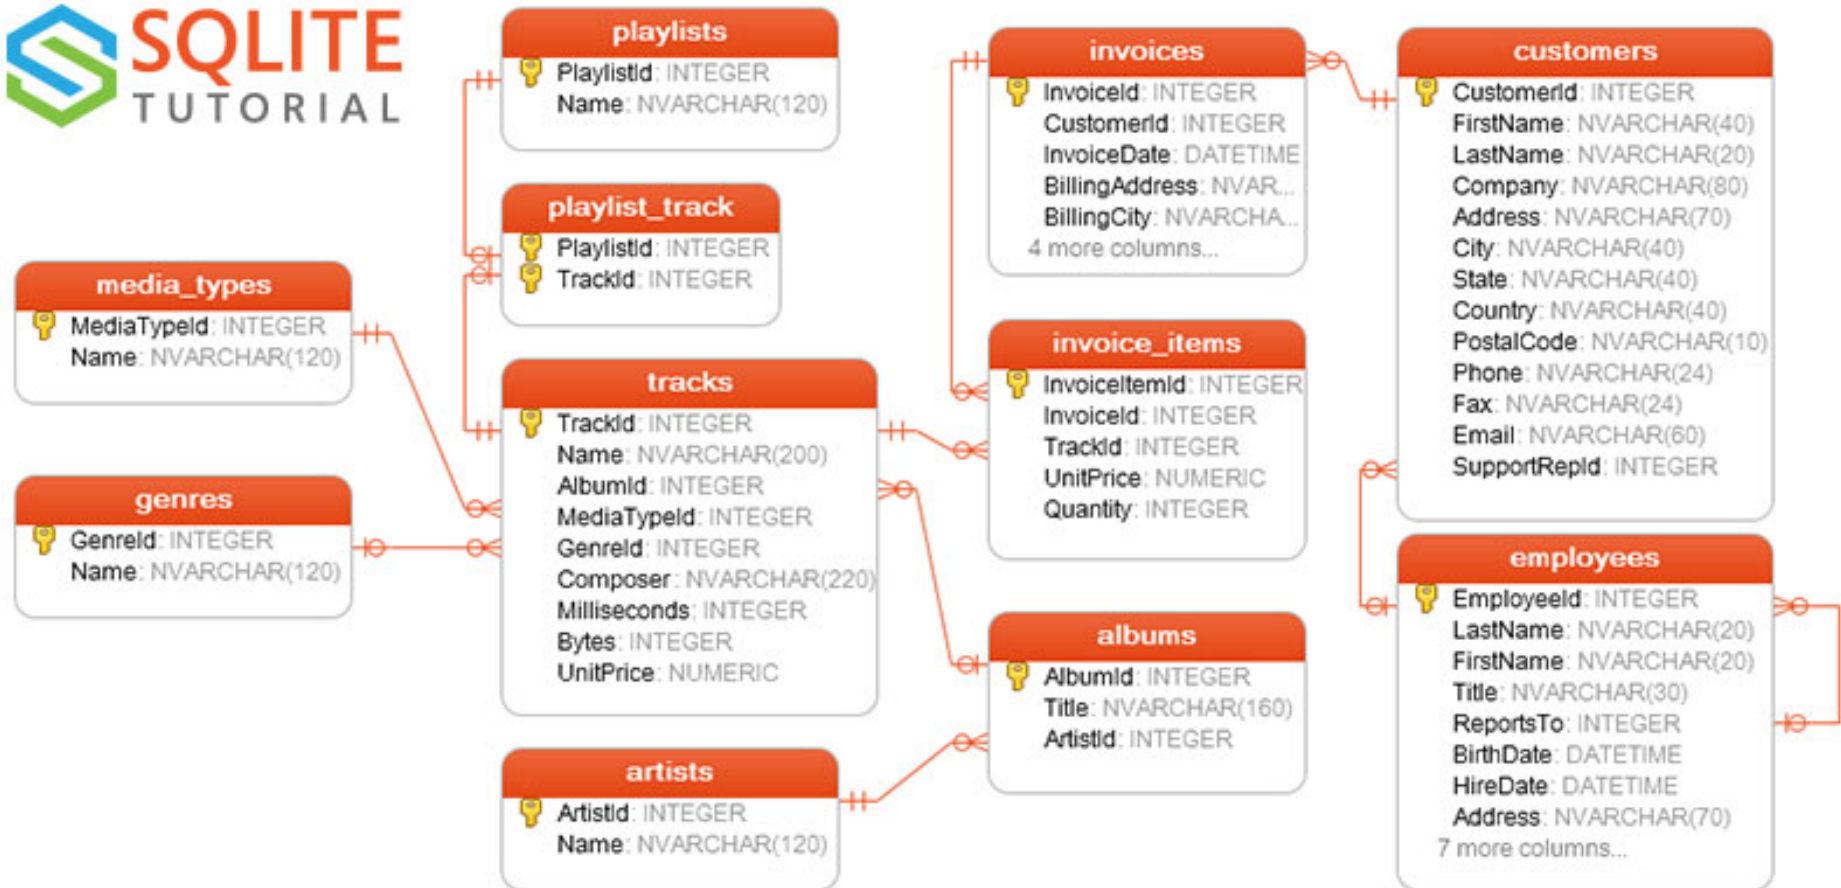 SQLITE
TUTORIAL
playlists
PlaylistId: INTEGER
Name: NVARCHAR(120)
playlist_track
PlaylistId: INTEGER
TrackId: INTEGER
media_types
MediaTypeId: INTEGER
Name: NVARCHAR(120)
genres
GenreId: INTEGER
Name: NVARCHAR(120)
tracks
TrackId: INTEGER
Name: NVARCHAR(200)
AlbumId: INTEGER
MediaTypeId: INTEGER
GenreId: INTEGER
Composer: NVARCHAR(220)
Milliseconds: INTEGER
Bytes: INTEGER
UnitPrice: NUMERIC
artists
ArtistId: INTEGER
Name: NVARCHAR(120)
invoices
InvoiceId: INTEGER
CustomerId: INTEGER
InvoiceDate: DATETIME
BillingAddress: NVAR...
BillingCity: NVARCHA...
4 more columns...
invoice_items
InvoiceItemId: INTEGER
InvoiceId: INTEGER
TrackId: INTEGER
UnitPrice: NUMERIC
Quantity: INTEGER
albums
AlbumId: INTEGER
Title: NVARCHAR(160)
ArtistId: INTEGER
customers
CustomerId: INTEGER
FirstName: NVARCHAR(40)
LastName: NVARCHAR(20)
Company: NVARCHAR(80)
Address: NVARCHAR(70)
City: NVARCHAR(40)
State: NVARCHAR(40)
Country: NVARCHAR(40)
PostalCode: NVARCHAR(10)
Phone: NVARCHAR(24)
Fax: NVARCHAR(24)
Email: NVARCHAR(60)
SupportRepId: INTEGER
employees
EmployeeId: INTEGER
LastName: NVARCHAR(20)
FirstName: NVARCHAR(20)
Title: NVARCHAR(30)
ReportsTo: INTEGER
BirthDate: DATETIME
HireDate: DATETIME
Address: NVARCHAR(70)
7 more columns...